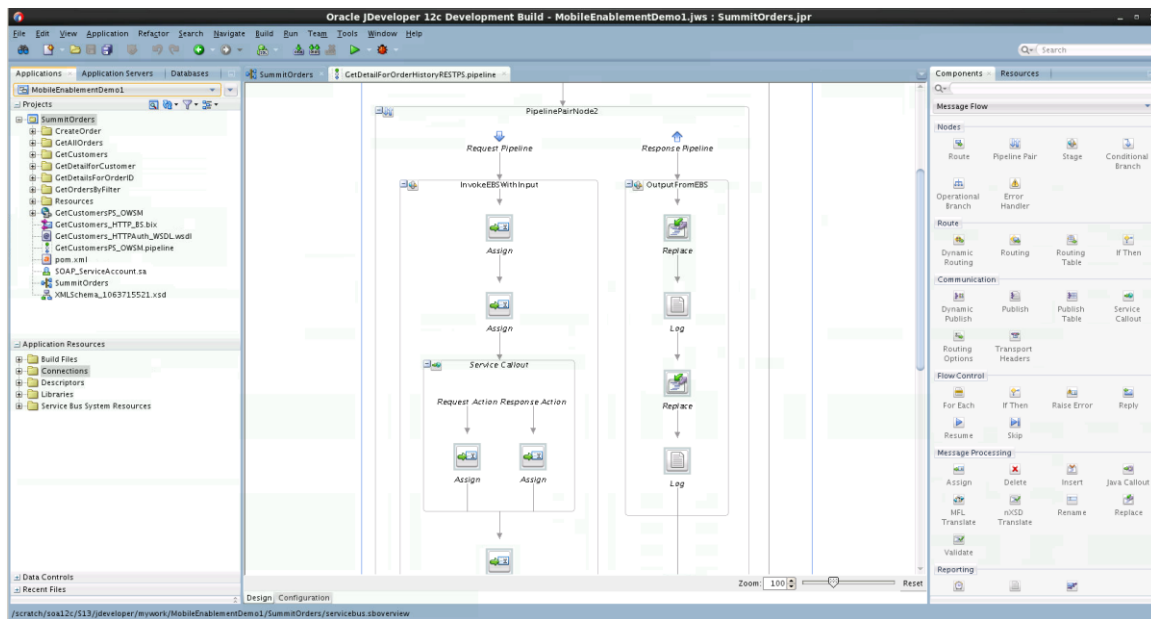 Oracle JDeveloper 12c Development Build - MobileEnablementDemo1.jws : SummitOrders.jpr
File Edit View Application Refactor Search Navigate Build Run Team Tools Window Help
Search
Applications Application Servers Databases
MobileEnablementDemo1
Projects
SummitOrders
CreateOrder
GetAllOrders
GetCustomers
GetDetailforCustomer
GetDetailsForOrderID
GetOrdersByFilter
Resources
GetCustomersPS_OWSM
GetCustomers_HTTP_BS.bix
GetCustomers_HTTPAuth_WSDL.wsdl
GetCustomersPS_OWSM.pipeline
pom.xml
SOAP_ServiceAccount.sa
SummitOrders
XMLSchema_1063715521.xsd
Application Resources
Build Files
Connections
Descriptors
Libraries
Service Bus System Resources
Data Controls
Recent Files
SummitOrders GetDetailForOrderHistoryRESTPS.pipeline
PipelinePairNode2
Request Pipeline Response Pipeline
InvokeEBSWithInput OutputFromEBS
Assign Replace
Assign Log
Service Callout
Request Action Response Action Replace
Assign Assign Log
Zoom: 100 Reset
Design Configuration
Components Resources
Message Flow
Nodes
Route Pipeline Pair Stage Conditional Branch
Operational Branch Error Handler
Route
Dynamic Routing Routing Routing Table If Then
Communication
Dynamic Publish Publish Publish Table Service Callout
Routing Options Transport Headers
Flow Control
For Each If Then Raise Error Reply
Resume Skip
Message Processing
Assign Delete Insert Java Callout
MFL Translate nXSD Translate Rename Replace
Validate
Reporting
/scratch/soa12c/S13/jdeveloper/mywork/MobileEnablementDemo1/SummitOrders/servicebus.sboverview